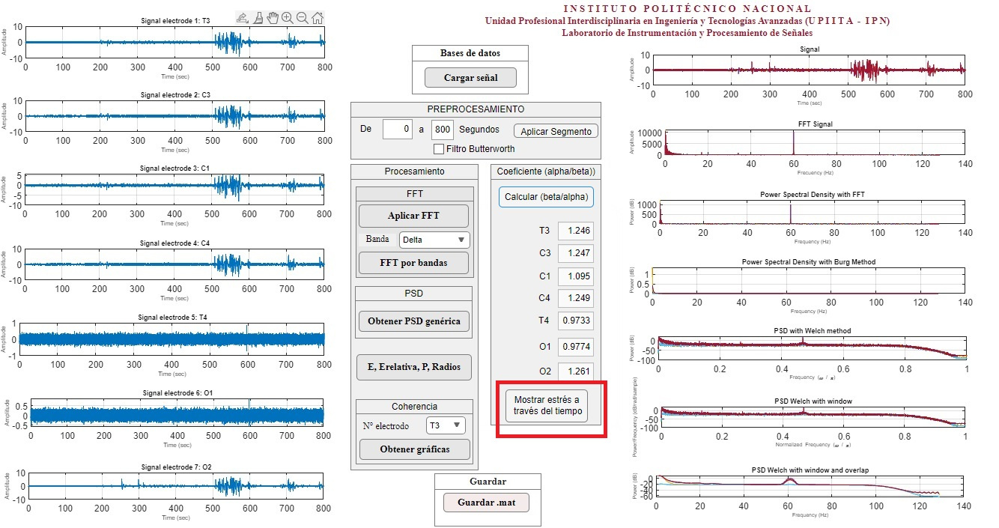 INSTITUTO POLITÉCNICO NACIONAL
Unidad Profesional Interdisciplinaria en Ingeniería y Tecnologías Avanzadas (UPIITA - IPN)
Laboratorio de Instrumentación y Procesamiento de Señales
Signal electrode 1: T3
Amplitude
10
0
-10
0 100 200 300 400 500 600 700 800
Time (sec)
Signal electrode 2: C3
Amplitude
10
0
-10
0 100 200 300 400 500 600 700 800
Time (sec)
Signal electrode 3: C1
Amplitude
5
0
-5
-10
0 100 200 300 400 500 600 700 800
Time (sec)
Signal electrode 4: C4
Amplitude
10
0
-10
0 100 200 300 400 500 600 700 800
Time (sec)
Signal electrode 5: T4
Amplitude
1
0
-1
0 100 200 300 400 500 600 700 800
Time (sec)
Signal electrode 6: O1
Amplitude
0.5
0
-0.5
0 100 200 300 400 500 600 700 800
Time (sec)
Signal electrode 7: O2
Amplitude
10
0
-10
0 100 200 300 400 500 600 700 800
Time (sec)
Bases de datos
Cargar señal
PREPROCESAMIENTO
De 0 a 800 Segundos Aplicar Segmento
Filtro Butterworth
Procesamiento
FFT
Aplicar FFT
Banda Delta
FFT por bandas
PSD
Obtener PSD genérica
E, Erelativa, P, Radios
Coherencia
N° electrodo T3
Obtener gráficas
Coeficiente (alpha/beta))
Calcular (beta/alpha)
T3 1.246
C3 1.247
C1 1.095
C4 1.249
T4 0.9733
O1 0.9774
O2 1.261
Mostrar estrés a
través del tiempo
Guardar
Guardar .mat
Signal
Amplitude
10
0
-10
0 100 200 300 400 500 600 700 800
Time (sec)
FFT Signal
Amplitude
10000
5000
0
0 20 40 60 80 100 120 140
Fecuency (Hz)
Power Spectral Density with FFT
Power (dB)
1000
500
0
0 20 40 60 80 100 120 140
Frequency (Hz)
Power Spectral Density with Burg Method
Power (dB)
1
0.5
0
0 20 40 60 80 100 120 140
Frecuency (Hz)
PSD with Welch method
Power (dB)
0
-50
-100
0 0.2 0.4 0.6 0.8 1
Frequency (ω / π)
PSD Welch with window
Power/Frequency (dB/rad/sample)
0
-50
-100
0 0.2 0.4 0.6 0.8 1
Normalized Frequency (ω / π)
PSD Welch with window and overlap
Power (dB)
0
-20
-40
-60
0 20 40 60 80 100 120 140
Frequency (Hz)